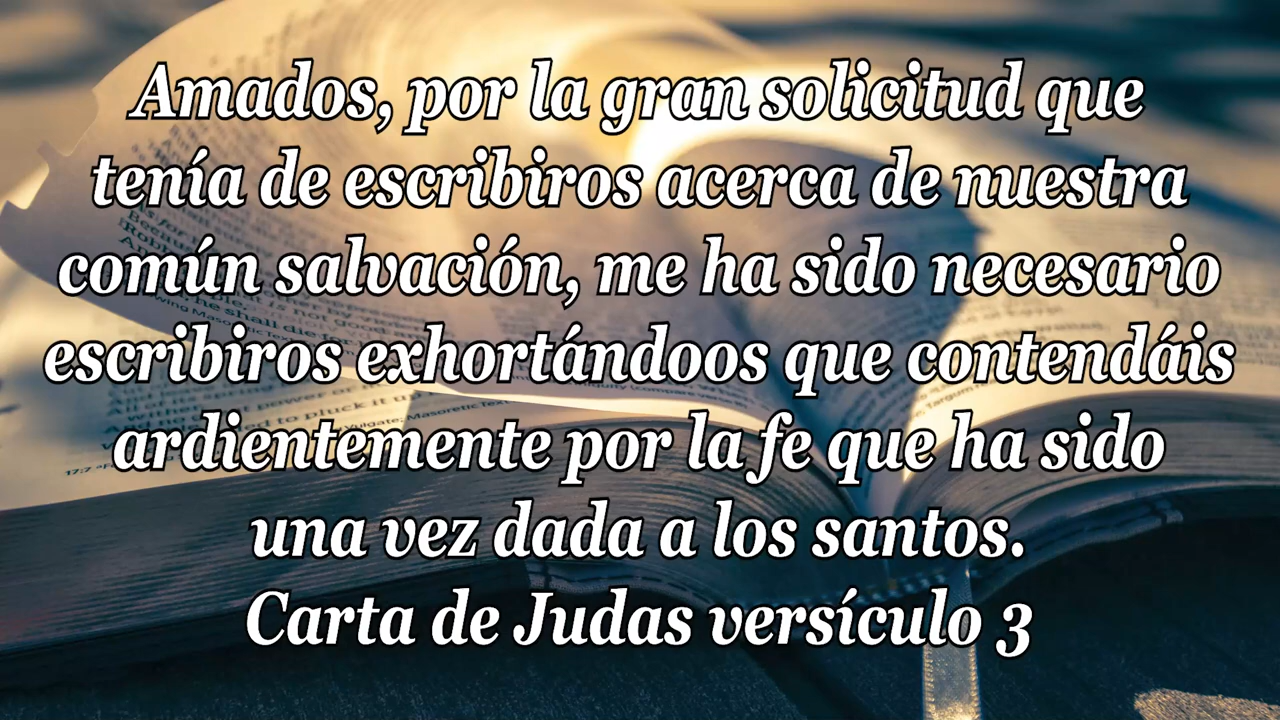 Amados, por la gran solicitud que
tenía de escribiros acerca de nuestra
común salvación, me ha sido necesario
escribiros exhortándoos que contendáis
ardientemente por la fe que ha sido
una vez dada a los santos.
Carta de Judas versículo 3